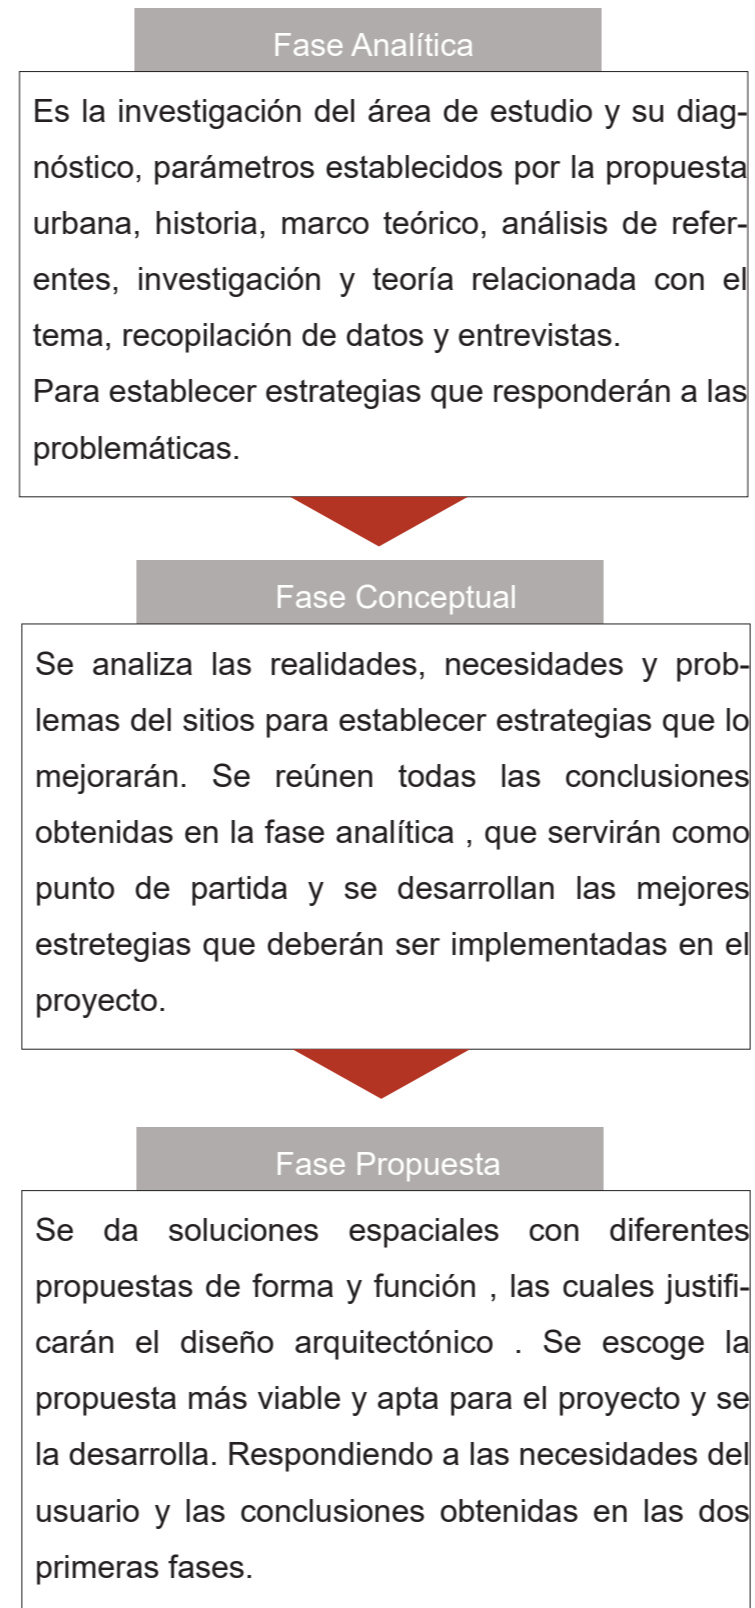 Fase Analítica
Es la investigación del área de estudio y su diag-
nóstico, parámetros establecidos por la propuesta
urbana, historia, marco teórico, análisis de refer-
entes, investigación y teoría relacionada con el
tema, recopilación de datos y entrevistas.
Para establecer estrategias que responderán a las
problemáticas.
Fase Conceptual
Se analiza las realidades, necesidades y prob-
lemas del sitios para establecer estrategias que lo
mejorarán. Se reúnen todas las conclusiones
obtenidas en la fase analítica , que servirán como
punto de partida y se desarrollan las mejores
estretegias que deberán ser implementadas en el
proyecto.
Fase Propuesta
Se da soluciones espaciales con diferentes
propuestas de forma y función , las cuales justifi-
carán el diseño arquitectónico . Se escoge la
propuesta más viable y apta para el proyecto y se
la desarrolla. Respondiendo a las necesidades del
usuario y las conclusiones obtenidas en las dos
primeras fases.